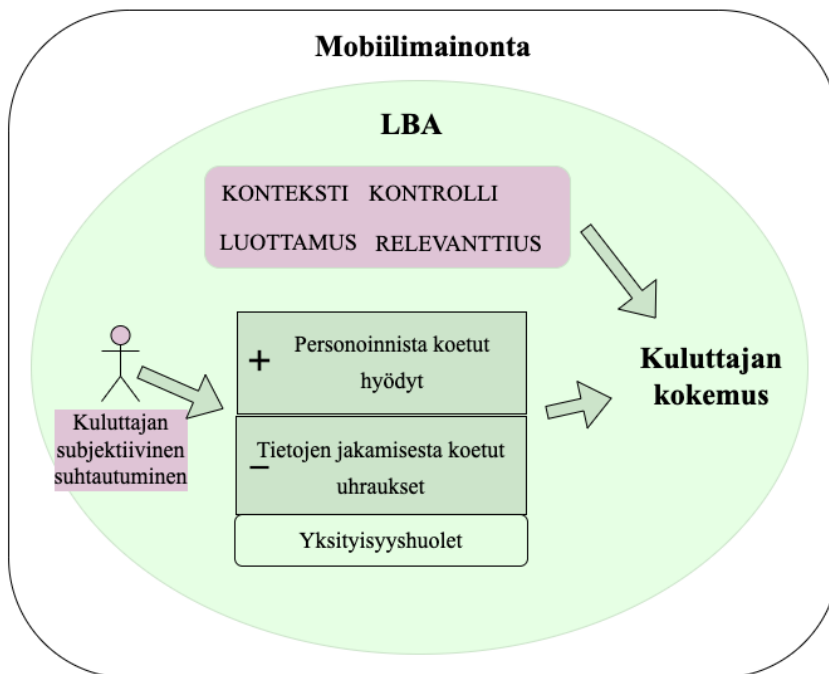 Mobiilimainonta
LBA
KONTEKSTI KONTROLLI
LUOTTAMUS RELEVANTTIUS
+ Personoinnista koetut
hyödyt
− Tietojen jakamisesta koetut
uhraukset
Yksityisyyshuolet
Kuluttajan
subjektiivinen
suhtautuminen
Kuluttajan
kokemus